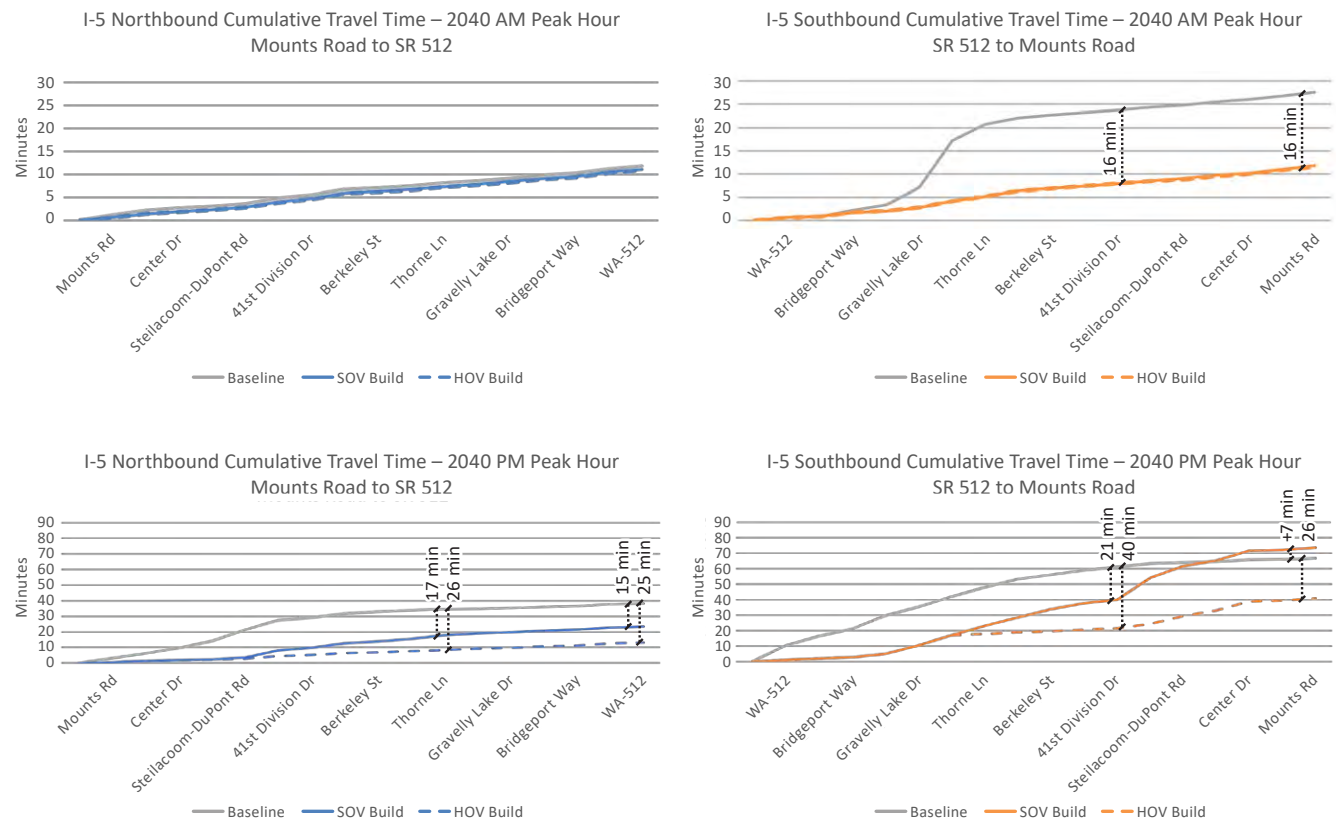 I-5 Northbound Cumulative Travel Time – 2040 AM Peak Hour
Mounts Road to SR 512
30
25
20
15
10
5
0
Minutes
Mounts Rd
Center Dr
Steilacoom-DuPont Rd
41st Division Dr
Berkeley St
Thorne Ln
Gravelly Lake Dr
Bridgeport Way
WA-512
Baseline
SOV Build
HOV Build
I-5 Southbound Cumulative Travel Time – 2040 AM Peak Hour
SR 512 to Mounts Road
30
25
20
15
10
5
0
Minutes
16 min
16 min
WA-512
Bridgeport Way
Gravelly Lake Dr
Thorne Ln
Berkeley St
41st Division Dr
Steilacoom-DuPont Rd
Center Dr
Mounts Rd
Baseline
SOV Build
HOV Build
I-5 Northbound Cumulative Travel Time – 2040 PM Peak Hour
Mounts Road to SR 512
90
80
70
60
50
40
30
20
10
0
Minutes
17 min
26 min
15 min
25 min
Mounts Rd
Center Dr
Steilacoom-DuPont Rd
41st Division Dr
Berkeley St
Thorne Ln
Gravelly Lake Dr
Bridgeport Way
WA-512
Baseline
SOV Build
HOV Build
I-5 Southbound Cumulative Travel Time – 2040 PM Peak Hour
SR 512 to Mounts Road
90
80
70
60
50
40
30
20
10
0
Minutes
21 min
40 min
+7 min
26 min
WA-512
Bridgeport Way
Gravelly Lake Dr
Thorne Ln
Berkeley St
41st Division Dr
Steilacoom-DuPont Rd
Center Dr
Mounts Rd
Baseline
SOV Build
HOV Build